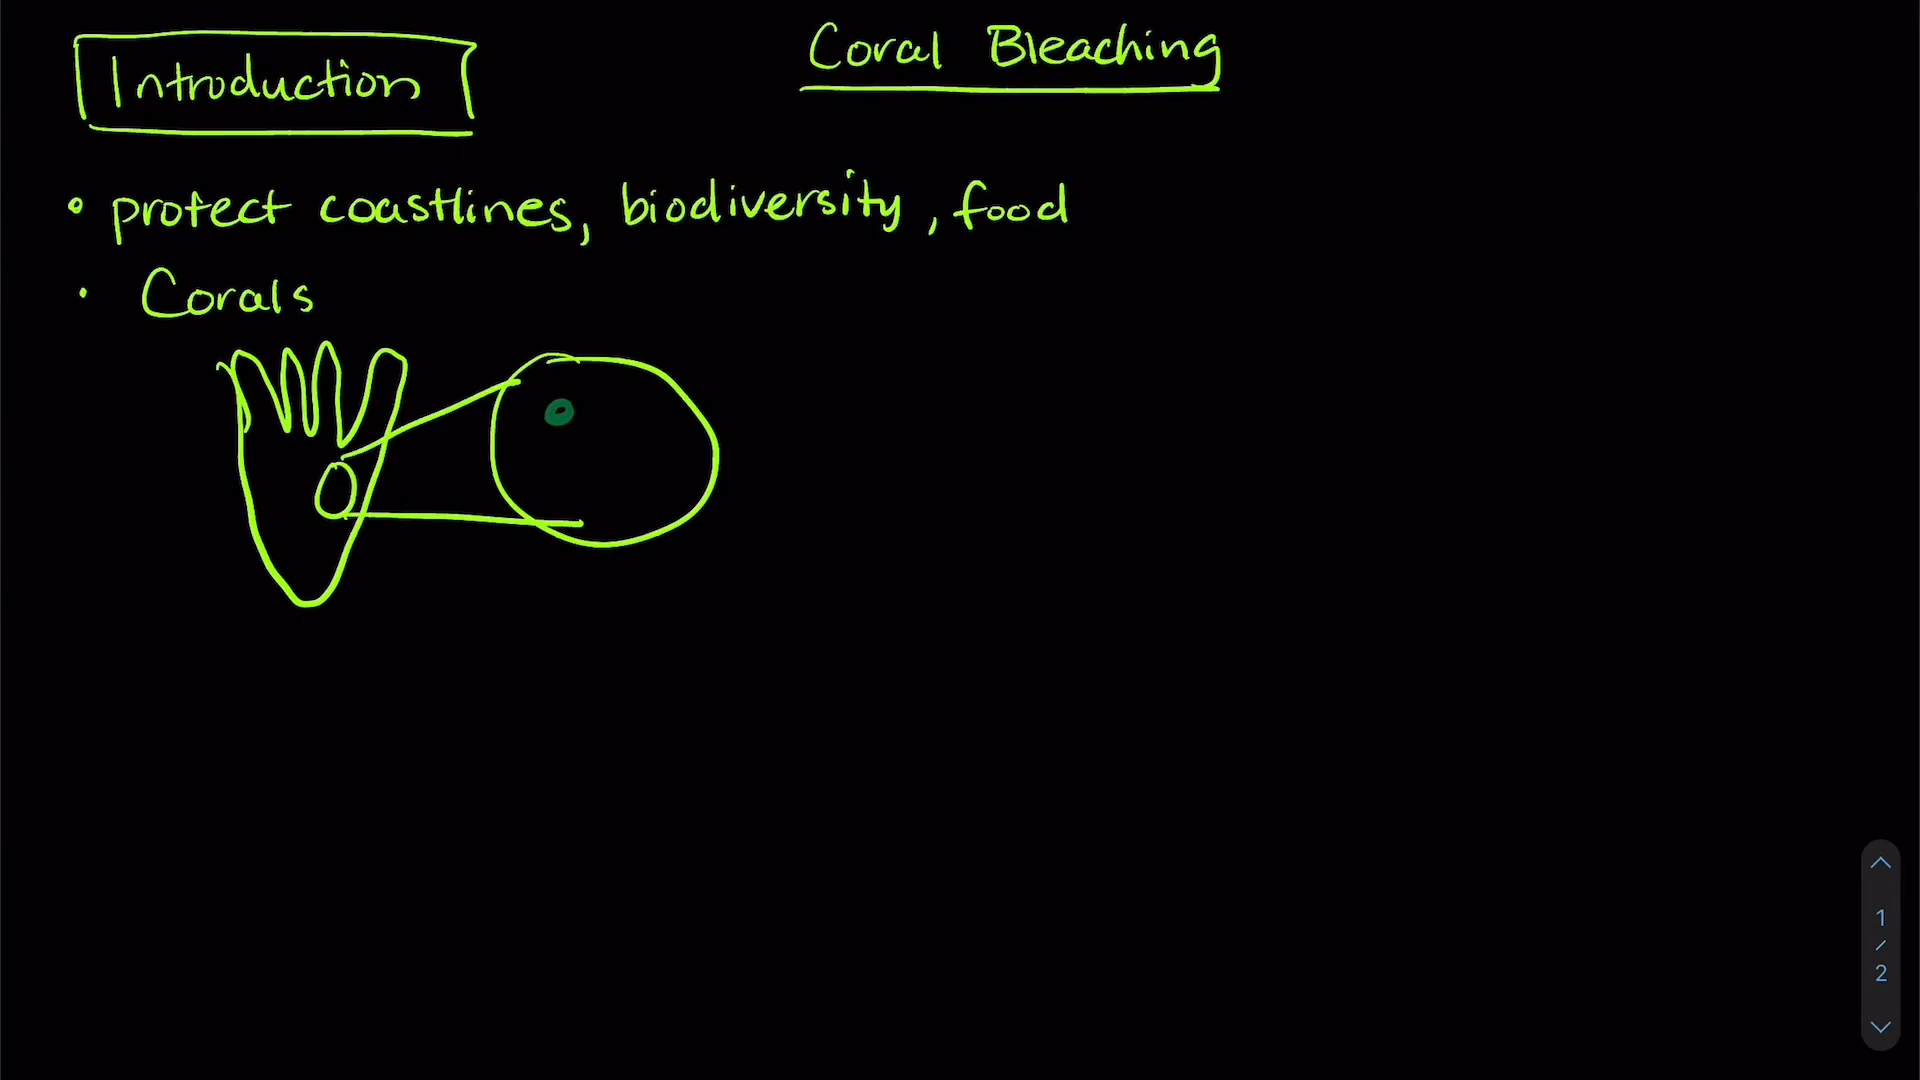 Coral Bleaching
Introduction
• protect coastlines, biodiversity, food
• Corals
1
/
2